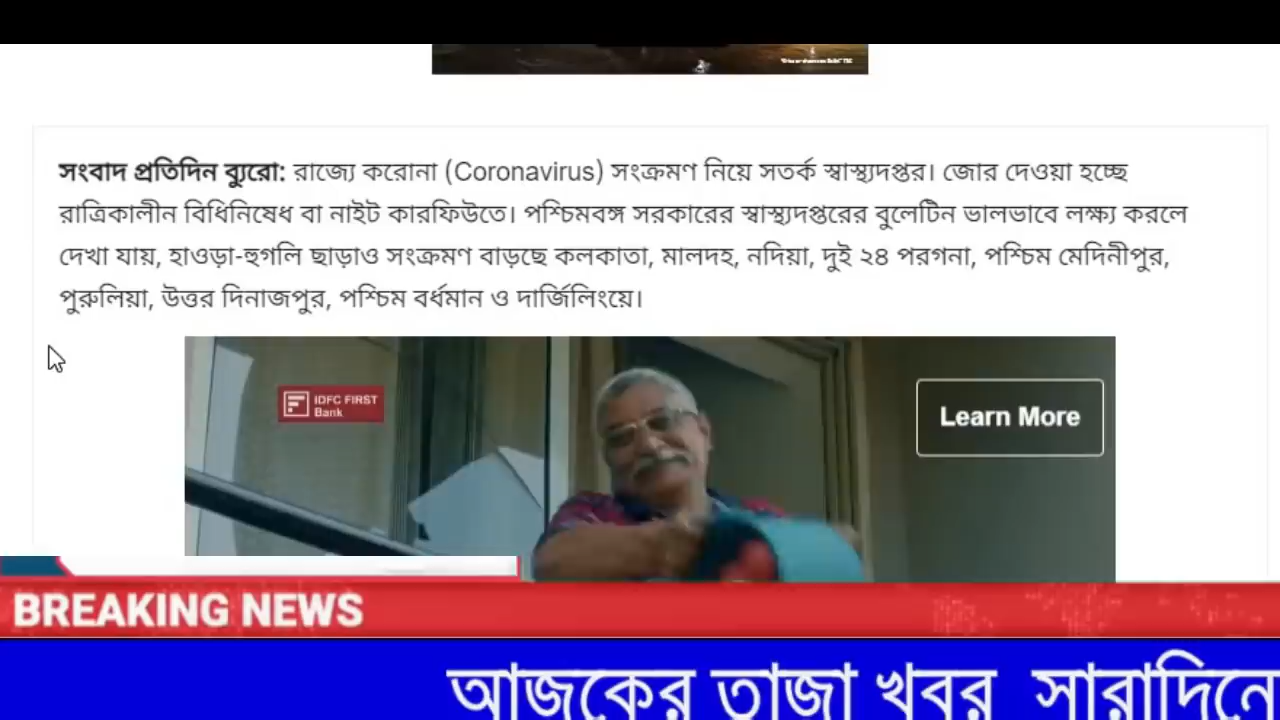 সংবাদ প্রতিদিন ব্যুরো: রাজ্যে করোনা (Coronavirus) সংক্রমণ নিয়ে সতর্ক স্বাস্থ্যদপ্তর। জোর দেওয়া হচ্ছে
রাত্রিকালীন বিধিনিষেধ বা নাইট কারফিউতে। পশ্চিমবঙ্গ সরকারের স্বাস্থ্যদপ্তরের বুলেটিন ভালভাবে লক্ষ্য করলে
দেখা যায়, হাওড়া-হুগলি ছাড়াও সংক্রমণ বাড়ছে কলকাতা, মালদহ, নদিয়া, দুই ২৪ পরগনা, পশ্চিম মেদিনীপুর,
পুরুলিয়া, উত্তর দিনাজপুর, পশ্চিম বর্ধমান ও দার্জিলিংয়ে।
IDFC FIRST
Bank
Learn More
BREAKING NEWS
আজকের তাজা খবর সারাদিনে